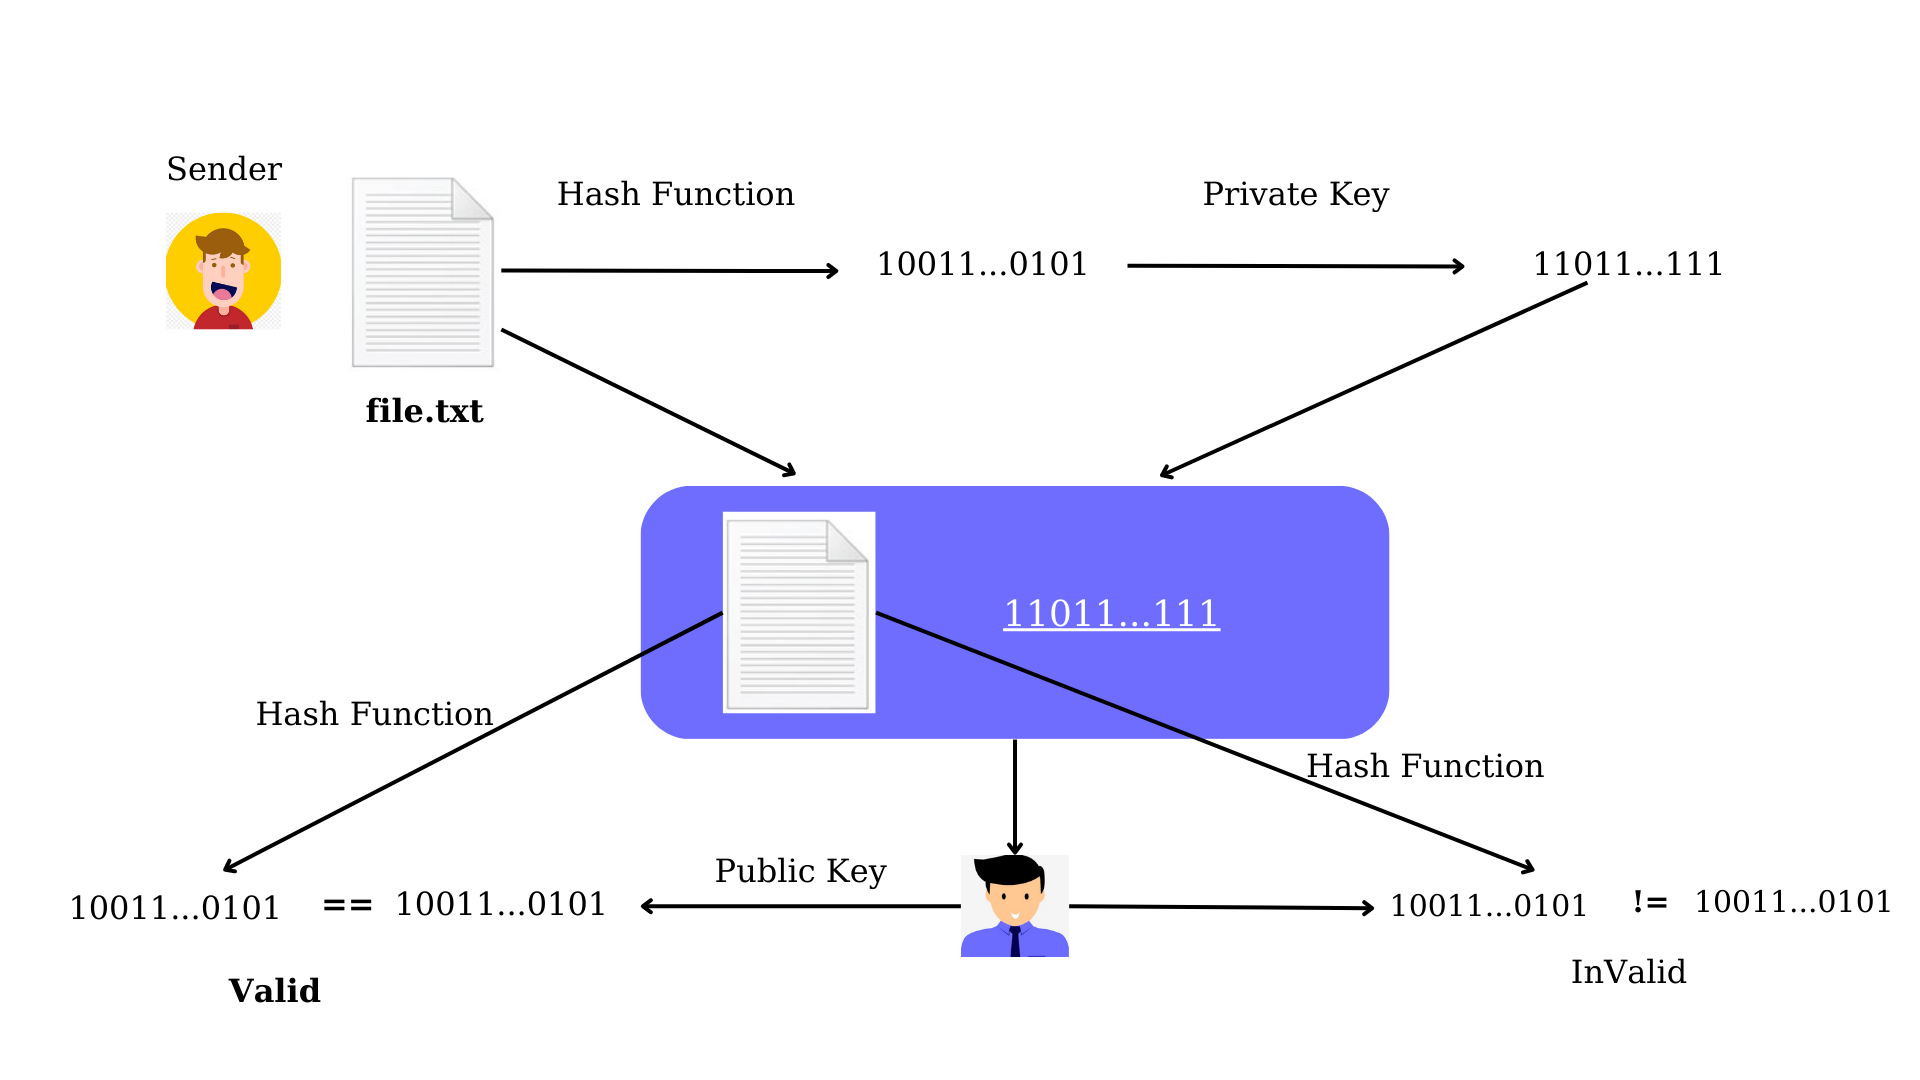 Sender
Hash Function
Private Key
10011...0101
11011...111
file.txt
11011...111
Hash Function
Hash Function
Public Key
10011...0101 == 10011...0101
10011...0101 != 10011...0101
Valid
InValid